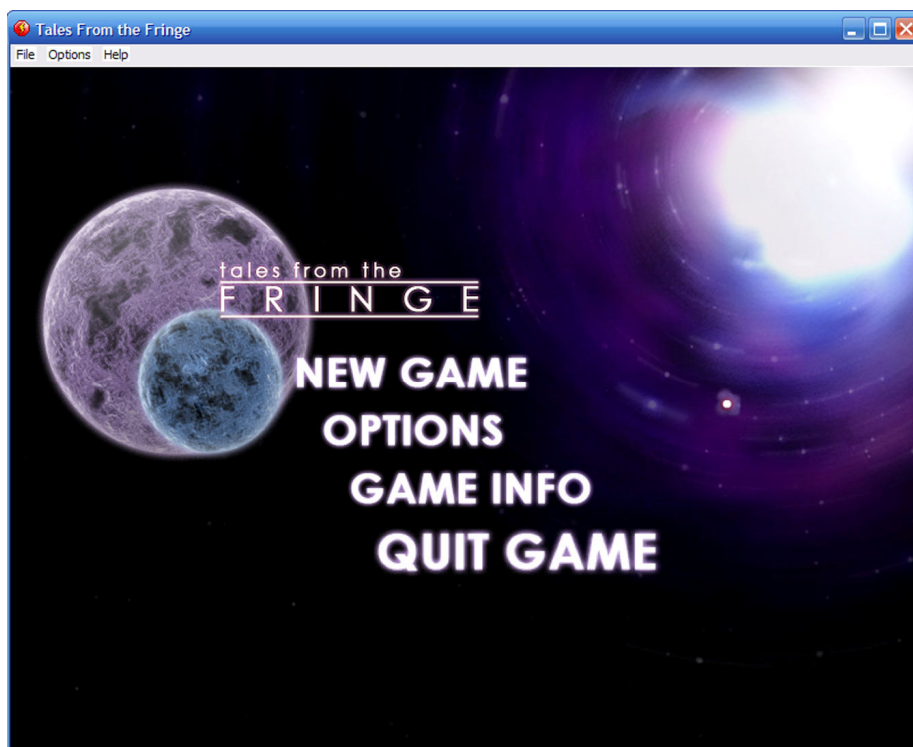 Tales From the Fringe
File Options Help
tales from the
FRINGE
NEW GAME
OPTIONS
GAME INFO
QUIT GAME